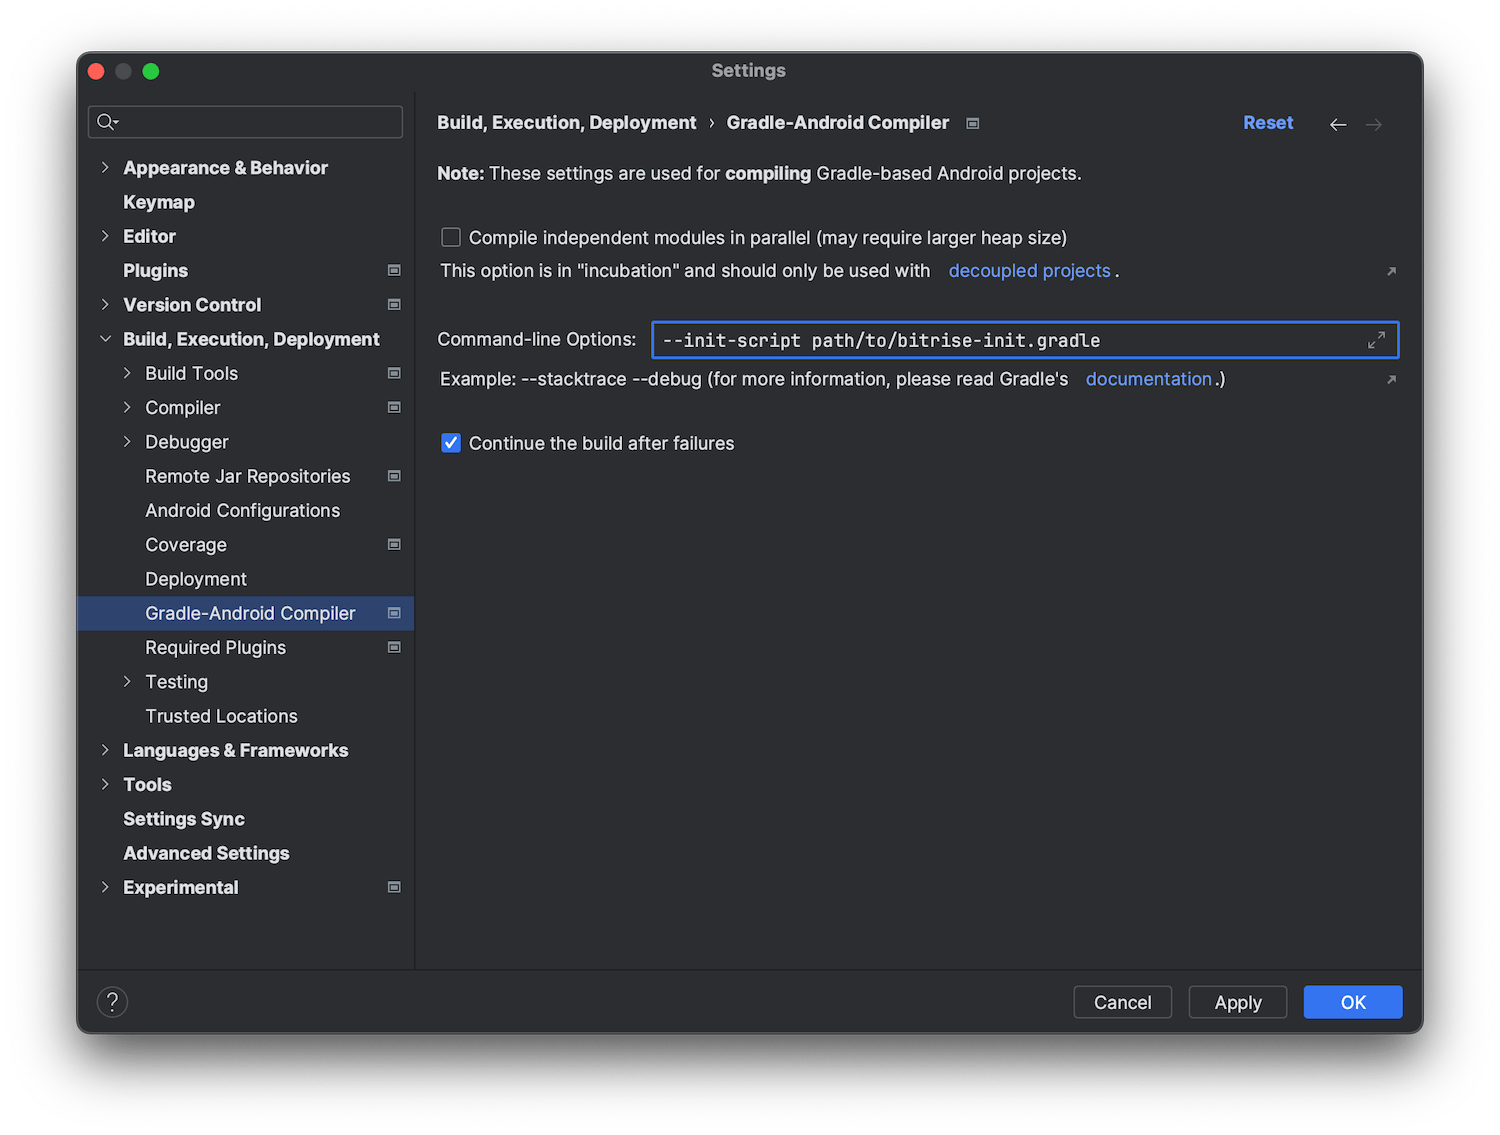 Settings
Appearance & Behavior
Keymap
Editor
Plugins
Version Control
Build, Execution, Deployment
Build Tools
Compiler
Debugger
Remote Jar Repositories
Android Configurations
Coverage
Deployment
Gradle-Android Compiler
Required Plugins
Testing
Trusted Locations
Languages & Frameworks
Tools
Settings Sync
Advanced Settings
Experimental
Build, Execution, Deployment › Gradle-Android Compiler
Reset
Note: These settings are used for compiling Gradle-based Android projects.
Compile independent modules in parallel (may require larger heap size)
This option is in "incubation" and should only be used with decoupled projects.
Command-line Options: --init-script path/to/bitrise-init.gradle
Example: --stacktrace --debug (for more information, please read Gradle's documentation.)
Continue the build after failures
?
Cancel
Apply
OK